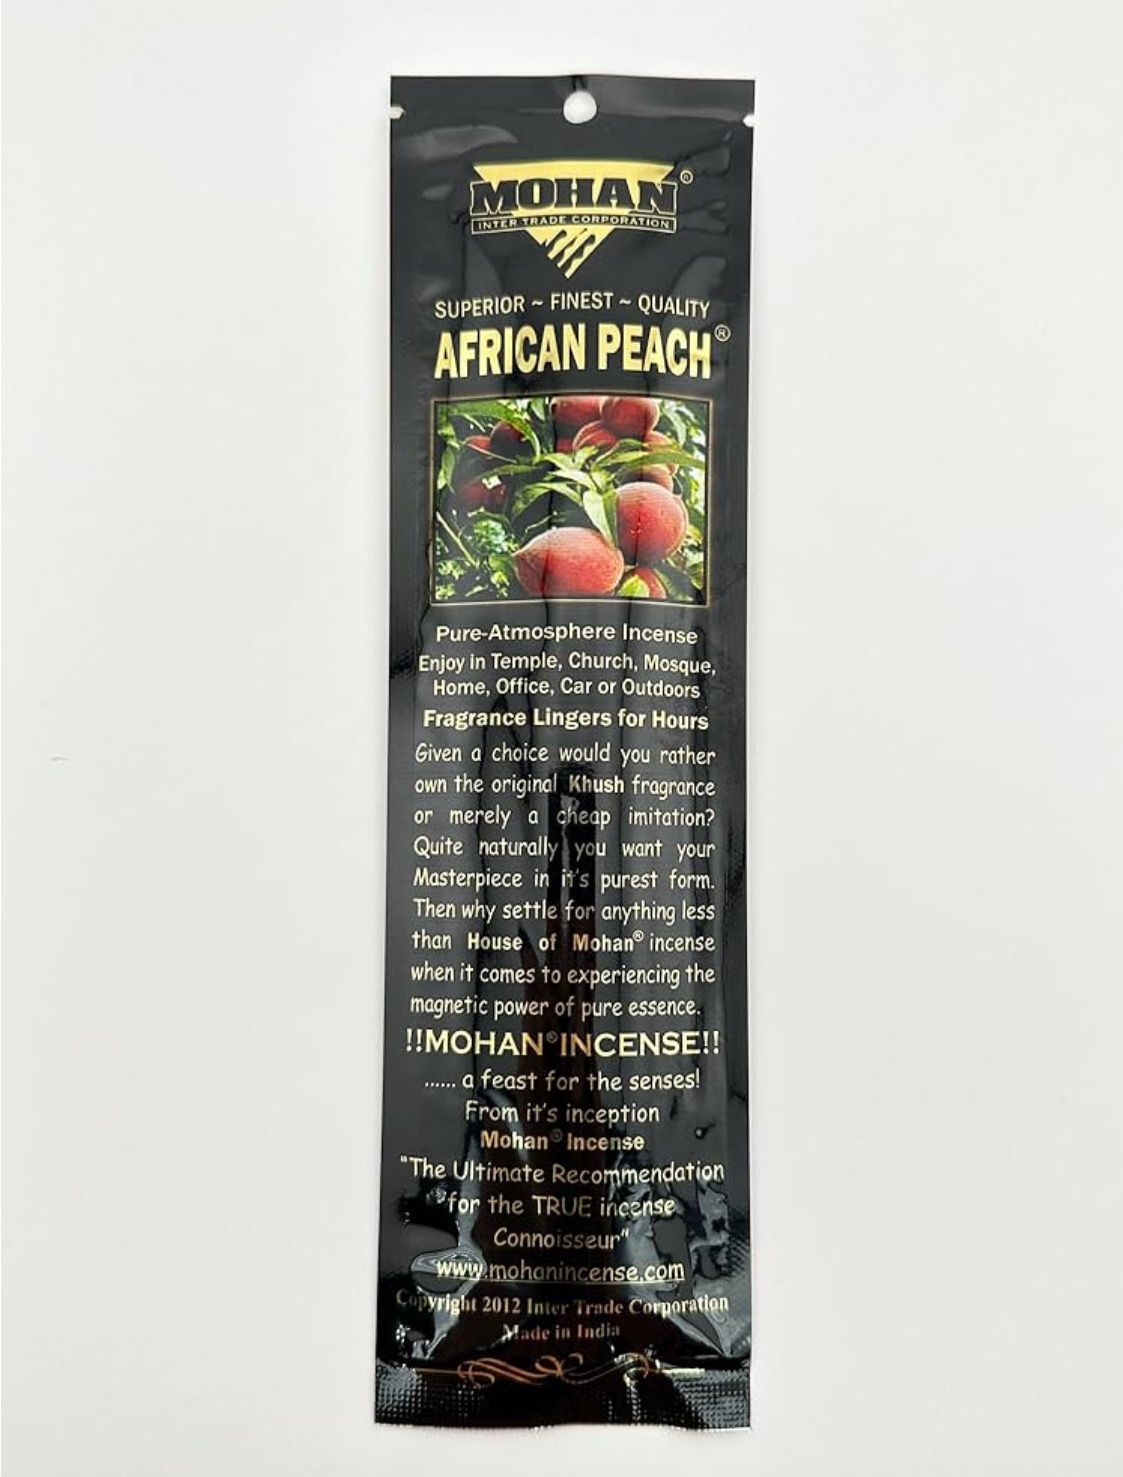 MOHAN®
INTER TRADE CORPORATION
SUPERIOR ~ FINEST ~ QUALITY
AFRICAN PEACH®
Pure-Atmosphere Incense
Enjoy in Temple, Church, Mosque,
Home, Office, Car or Outdoors
Fragrance Lingers for Hours
Given a choice would you rather
own the original Khush fragrance
or merely a cheap imitation?
Quite naturally you want your
Masterpiece in it's purest form.
Then why settle for anything less
than House of Mohan® incense
when it comes to experiencing the
magnetic power of pure essence.
!!MOHAN®INCENSE!!
...... a feast for the senses!
From it's inception
Mohan® Incense
"The Ultimate Recommendation
for the TRUE incense
Connoisseur"
www.mohanincense.com
Copyright 2012 Inter Trade Corporation
Made in India